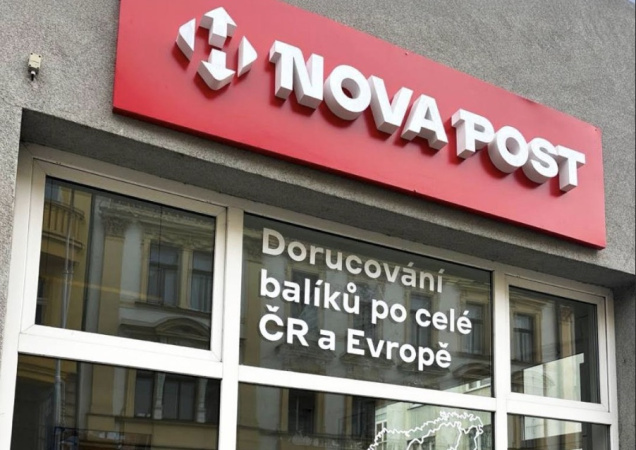 NOVA POST
Dorucování
balíků po celé
ČR a Evropě